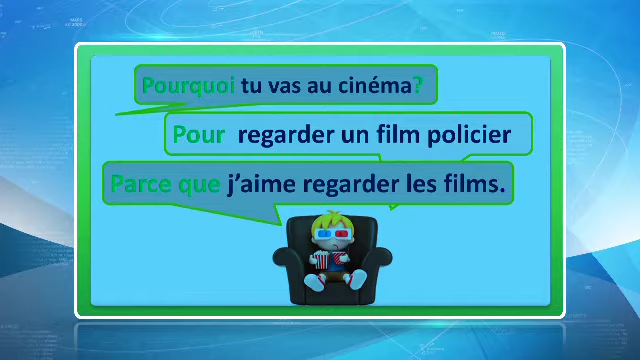 Pourquoi tu vas au cinéma?
Pour regarder un film policier
Parce que j'aime regarder les films.